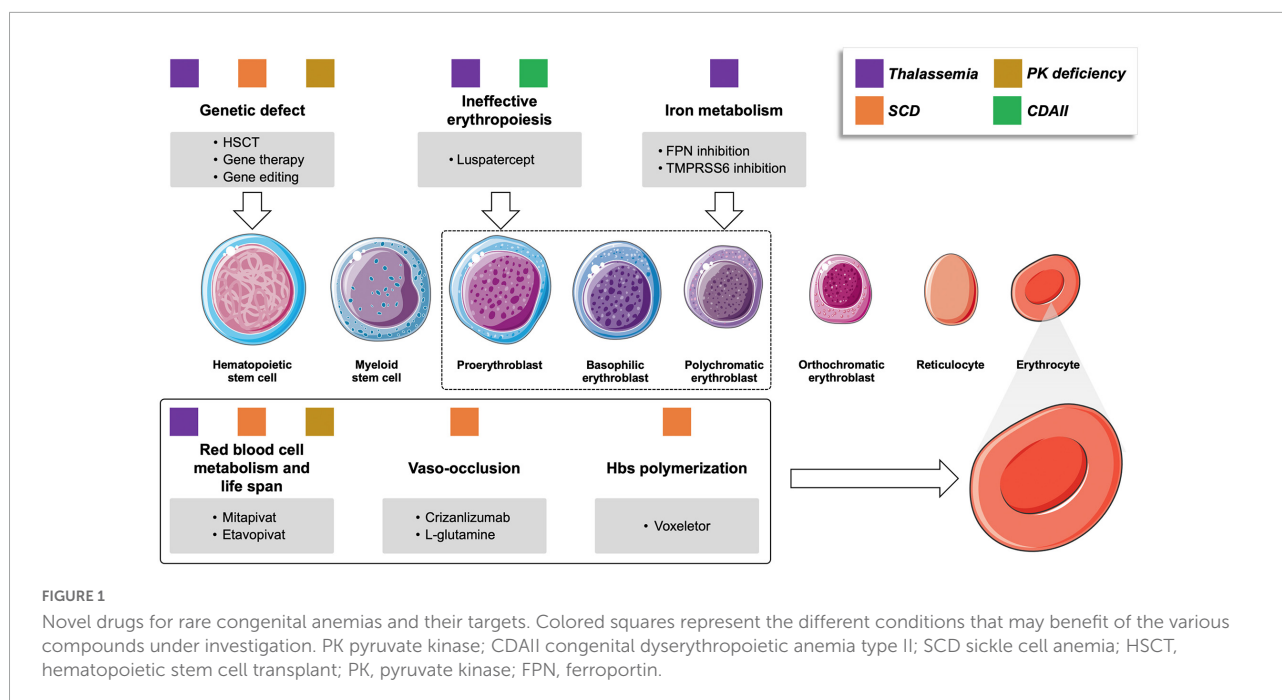 Genetic defect
• HSCT
• Gene therapy
• Gene editing
Ineffective
erythropoiesis
• Luspatercept
Iron metabolism
• FPN inhibition
• TMPRSS6 inhibition
Thalassemia
PK deficiency
SCD
CDAII
Hematopoietic
stem cell
Myeloid
stem cell
Proerythroblast
Basophilic
erythroblast
Polychromatic
erythroblast
Orthochromatic
erythroblast
Reticulocyte
Erythrocyte
Red blood cell
metabolism and
life span
• Mitapivat
• Etavopivat
Vaso-occlusion
• Crizanlizumab
• L-glutamine
Hbs polymerization
• Voxeletor
FIGURE 1
Novel drugs for rare congenital anemias and their targets. Colored squares represent the different conditions that may benefit of the various
compounds under investigation. PK pyruvate kinase; CDAII congenital dyserythropoietic anemia type II; SCD sickle cell anemia; HSCT,
hematopoietic stem cell transplant; PK, pyruvate kinase; FPN, ferroportin.